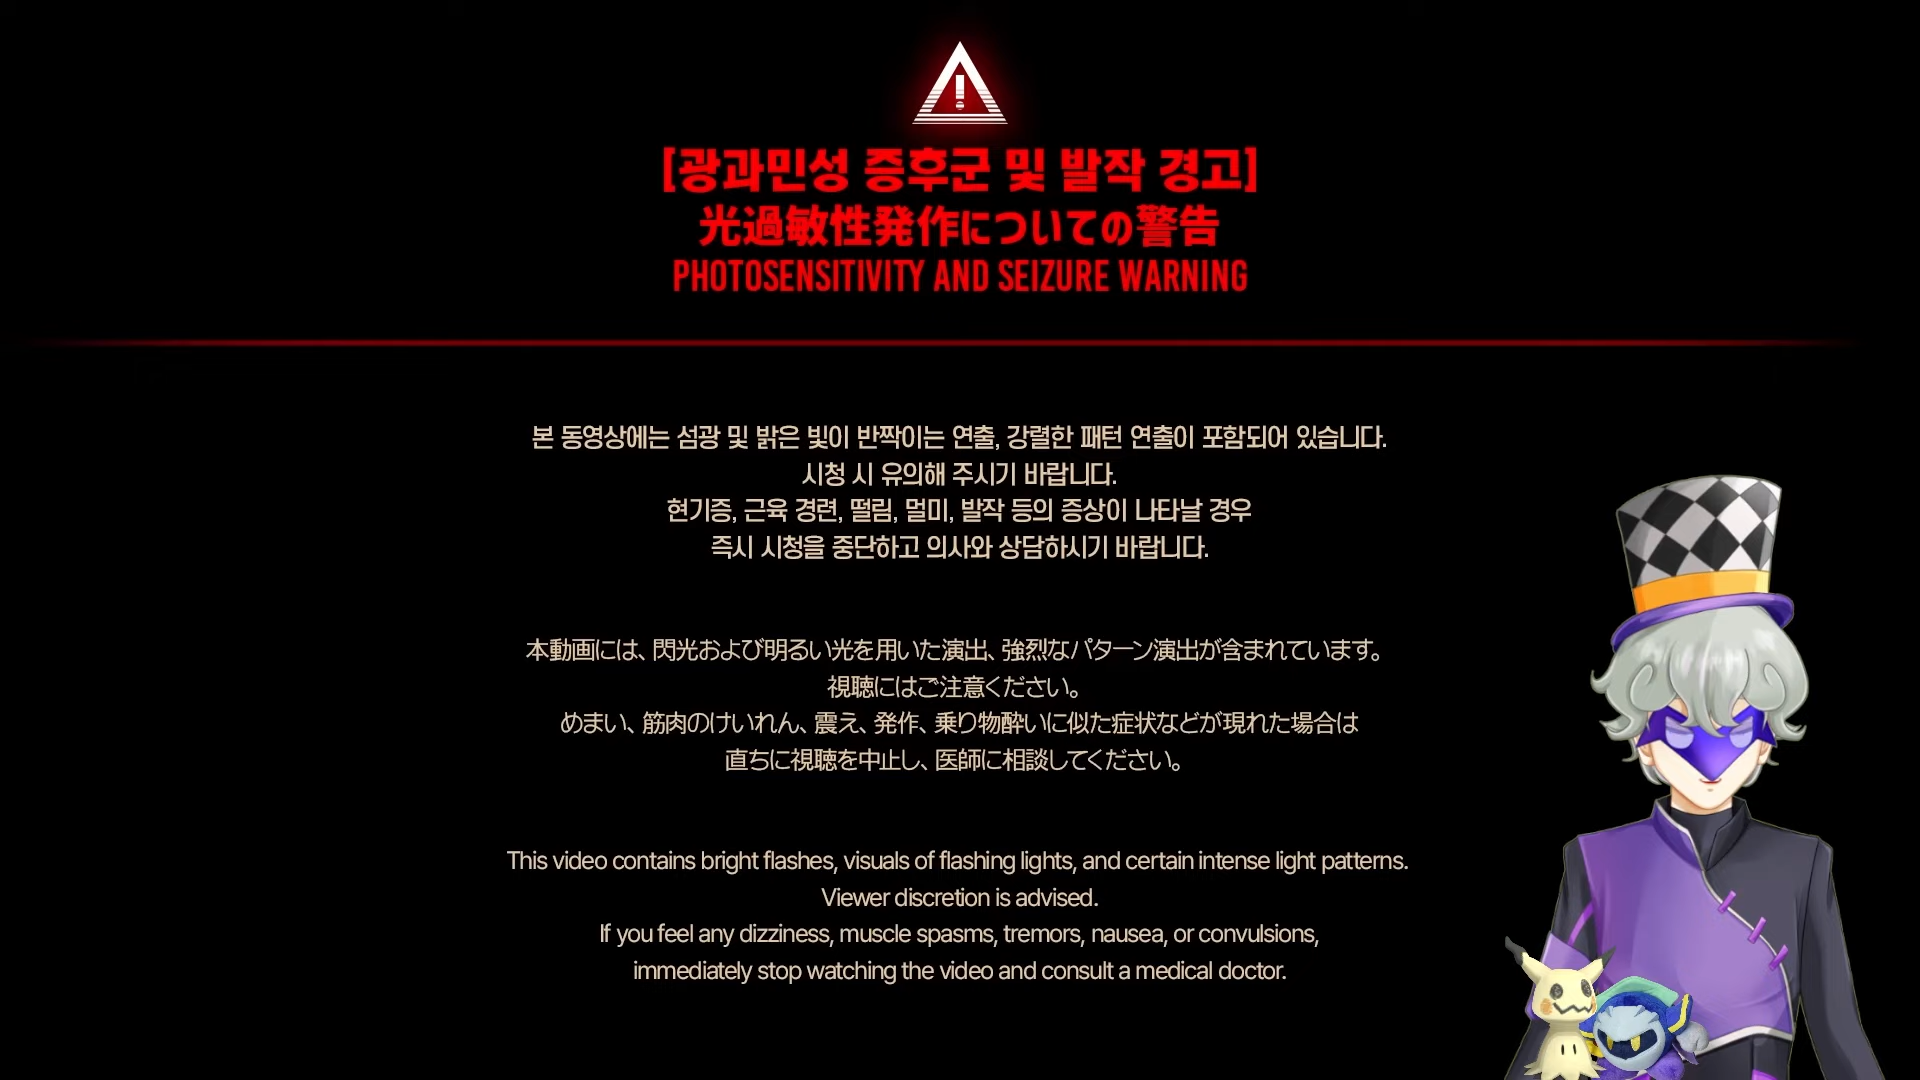 [광과민성 증후군 및 발작 경고]
光過敏性発作についての警告
PHOTOSENSITIVITY AND SEIZURE WARNING
본 동영상에는 섬광 및 밝은 빛이 반짝이는 연출, 강렬한 패턴 연출이 포함되어 있습니다.
시청 시 유의해 주시기 바랍니다.
현기증, 근육 경련, 떨림, 멀미, 발작 등의 증상이 나타날 경우
즉시 시청을 중단하고 의사와 상담하시기 바랍니다.
本動画には、閃光および明るい光を用いた演出、強烈なパターン演出が含まれています。
視聴にはご注意ください。
めまい、筋肉のけいれん、震え、発作、乗り物酔いに似た症状などが現れた場合は
直ちに視聴を中止し、医師に相談してください。
This video contains bright flashes, visuals of flashing lights, and certain intense light patterns.
Viewer discretion is advised.
If you feel any dizziness, muscle spasms, tremors, nausea, or convulsions,
immediately stop watching the video and consult a medical doctor.